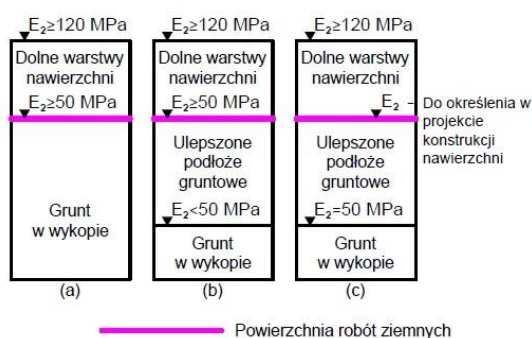 E₂≥120 MPa
Dolne warstwy
nawierzchni
E₂≥50 MPa
Grunt
w wykopie
(a)
E₂≥120 MPa
Dolne warstwy
nawierzchni
E₂≥50 MPa
Ulepszone
podłoże
gruntowe
E₂<50 MPa
Grunt
w wykopie
(b)
E₂≥120 MPa
Dolne warstwy
nawierzchni
E₂ - Do określenia w
projekcie
konstrukcji
nawierzchni
Ulepszone
podłoże
gruntowe
E₂=50 MPa
Grunt
w wykopie
(c)
Powierzchnia robót ziemnych